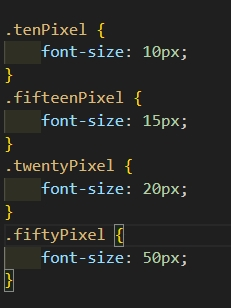 .tenPixel {
    font-size: 10px;
}
.fifteenPixel {
    font-size: 15px;
}
.twentyPixel {
    font-size: 20px;
}
.fiftyPixel {
    font-size: 50px;
}